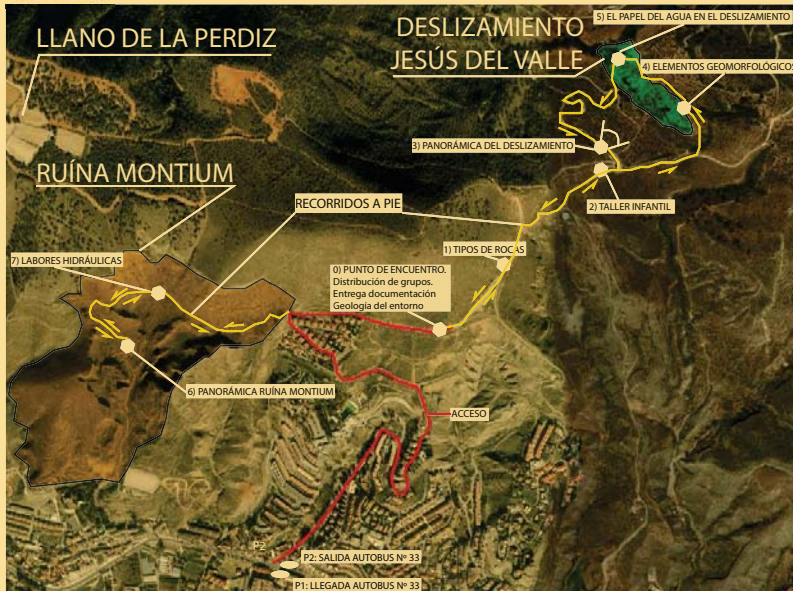 LLANO DE LA PERDIZ
DESLIZAMIENTO
JESÚS DEL VALLE
5) EL PAPEL DEL AGUA EN EL DESLIZAMIENTO
4) ELEMENTOS GEOMORFOLÓGICOS
3) PANORÁMICA DEL DESLIZAMIENTO
RUÍNA MONTIUM
RECORRIDOS A PIE
2) TALLER INFANTIL
1) TIPOS DE ROCAS
7) LABORES HIDRÁULICAS
0) PUNTO DE ENCUENTRO.
Distribución de grupos.
Entrega documentación
Geología del entorno
6) PANORÁMICA RUÍNA MONTIUM
ACCESO
P2
P2: SALIDA AUTOBUS Nº 33
P1: LLEGADA AUTOBUS Nº 33